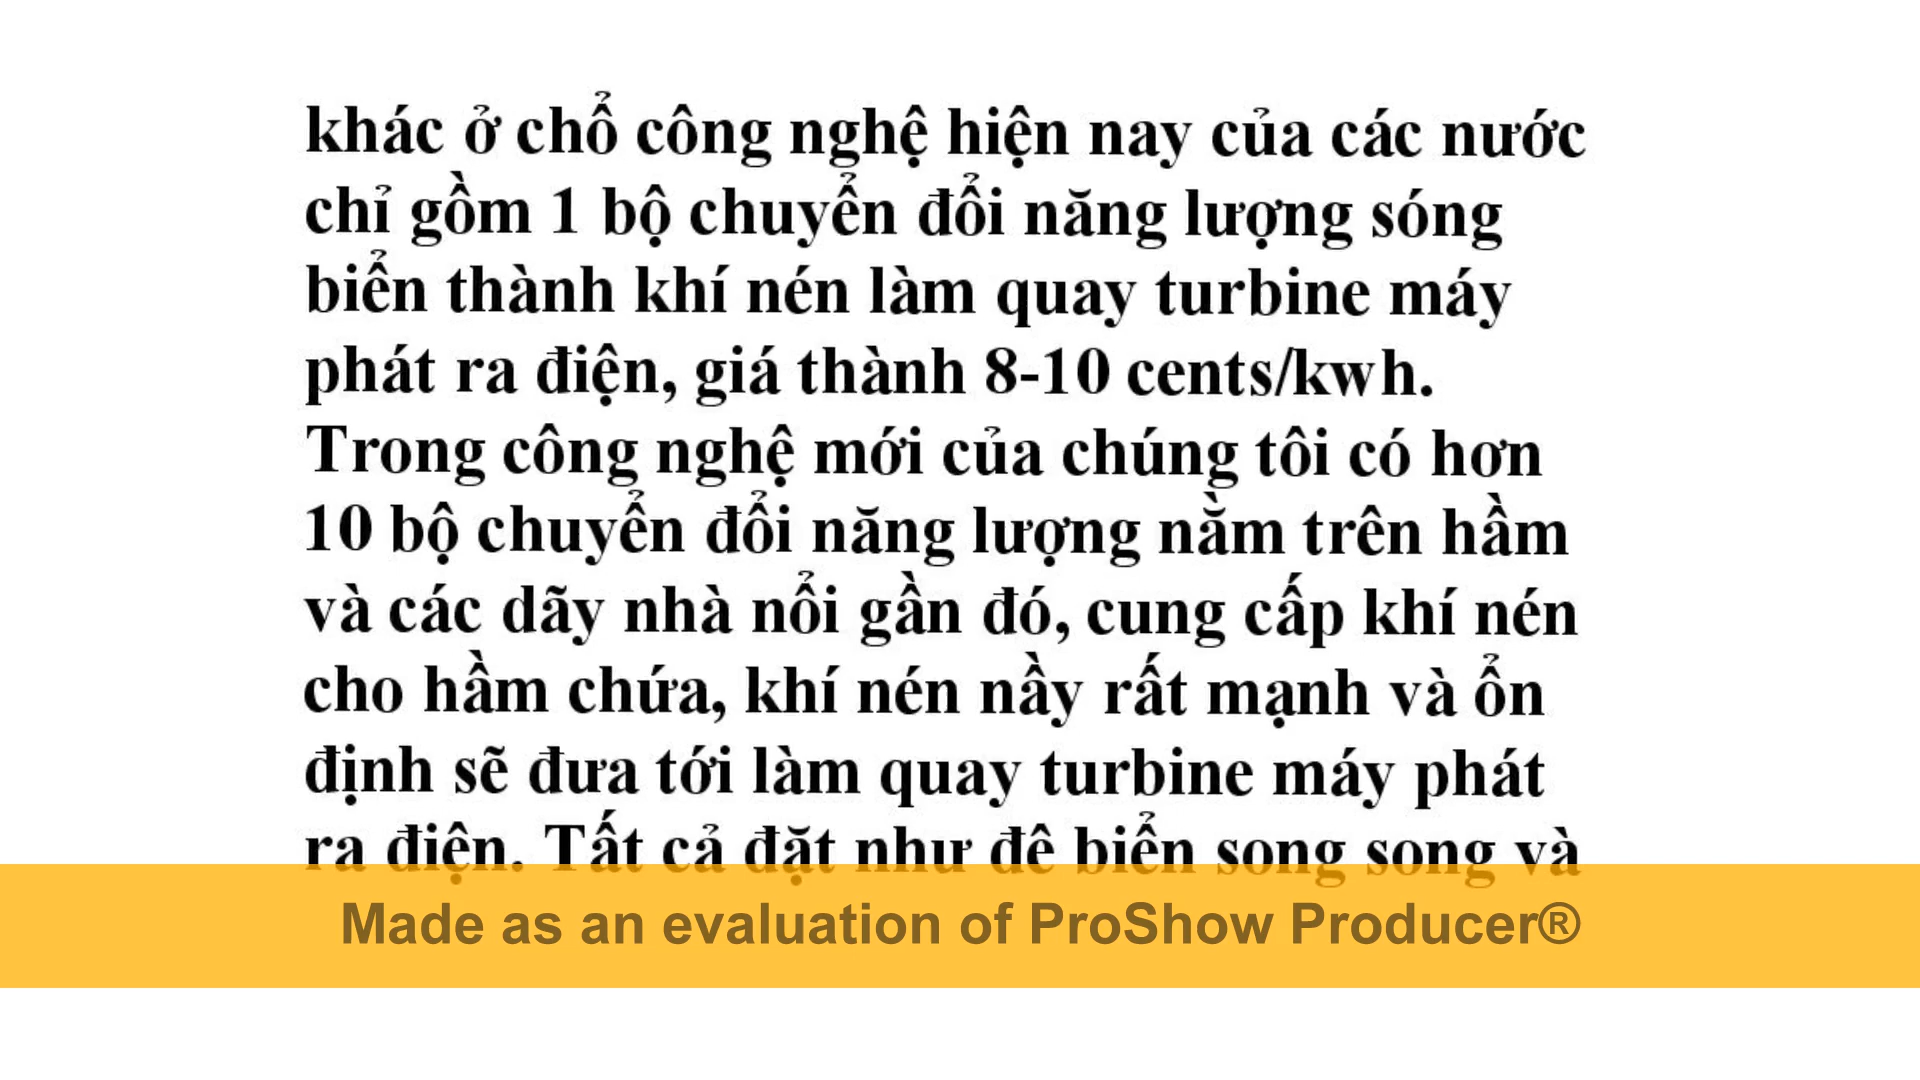 khác ở chổ công nghệ hiện nay của các nước
chỉ gồm 1 bộ chuyển đổi năng lượng sóng
biển thành khí nén làm quay turbine máy
phát ra điện, giá thành 8-10 cents/kwh.
Trong công nghệ mới của chúng tôi có hơn
10 bộ chuyển đổi năng lượng nằm trên hầm
và các dãy nhà nổi gần đó, cung cấp khí nén
cho hầm chứa, khí nén nầy rất mạnh và ổn
định sẽ đưa tới làm quay turbine máy phát
ra điện. Tất cả đặt như đê biển song song và
Made as an evaluation of ProShow Producer®